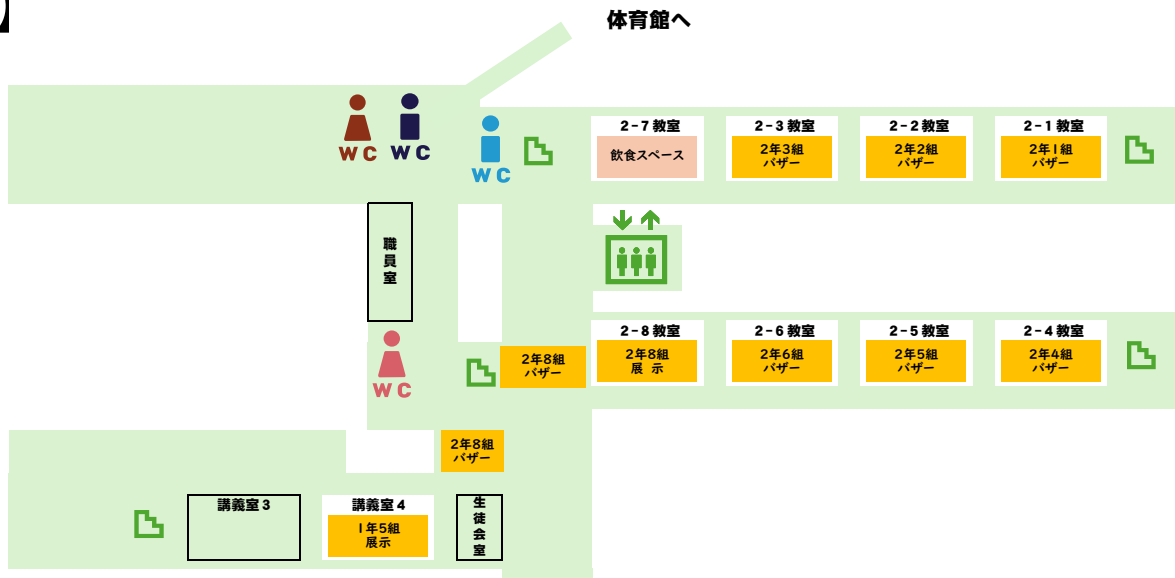 体育館へ
WC
WC
WC
2-7教室
飲食スペース
2-3教室
2年3組
バザー
2-2教室
2年2組
バザー
2-1教室
2年1組
バザー
職員室
WC
2年8組
バザー
2-8教室
2年8組
展 示
2-6教室
2年6組
バザー
2-5教室
2年5組
バザー
2-4教室
2年4組
バザー
2年8組
バザー
講義室3
講義室4
1年5組
展示
生徒会室